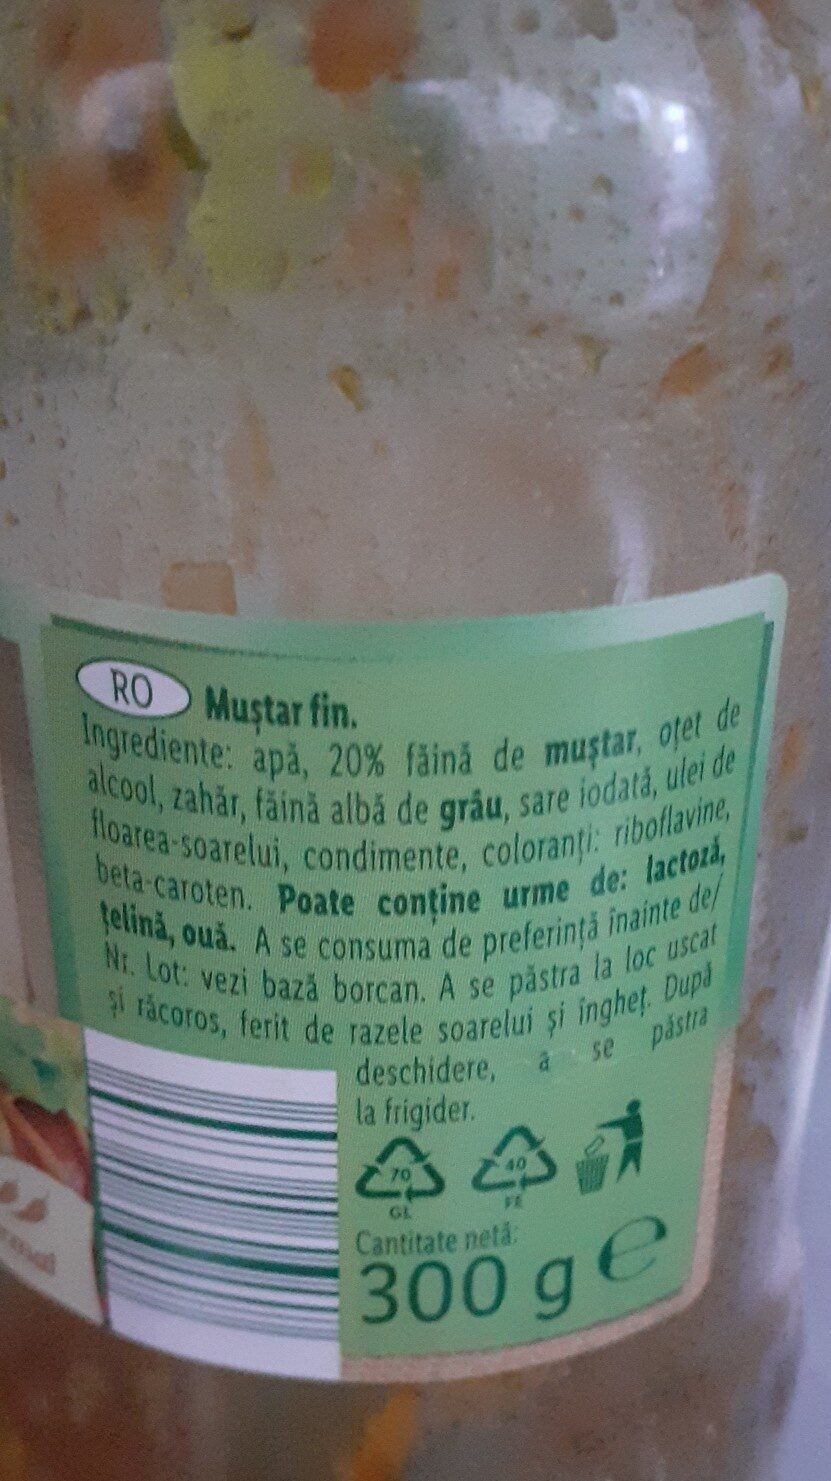 RO
Muștar fin.
Ingrediente: apă, 20% făină de muștar, oțet de
alcool, zahăr, făină albă de grâu, sare iodată, ulei de
floarea-soarelui, condimente, coloranți: riboflavine,
beta-caroten. Poate conține urme de: lactoză,
țelină, ouă. A se consuma de preferință înainte de/
Nr. Lot: vezi bază borcan. A se păstra la loc uscat
și răcoros, ferit de razele soarelui și îngheț. După
deschidere, a se păstra
la frigider.
70
GL
40
FE
Cantitate netă:
300 g e